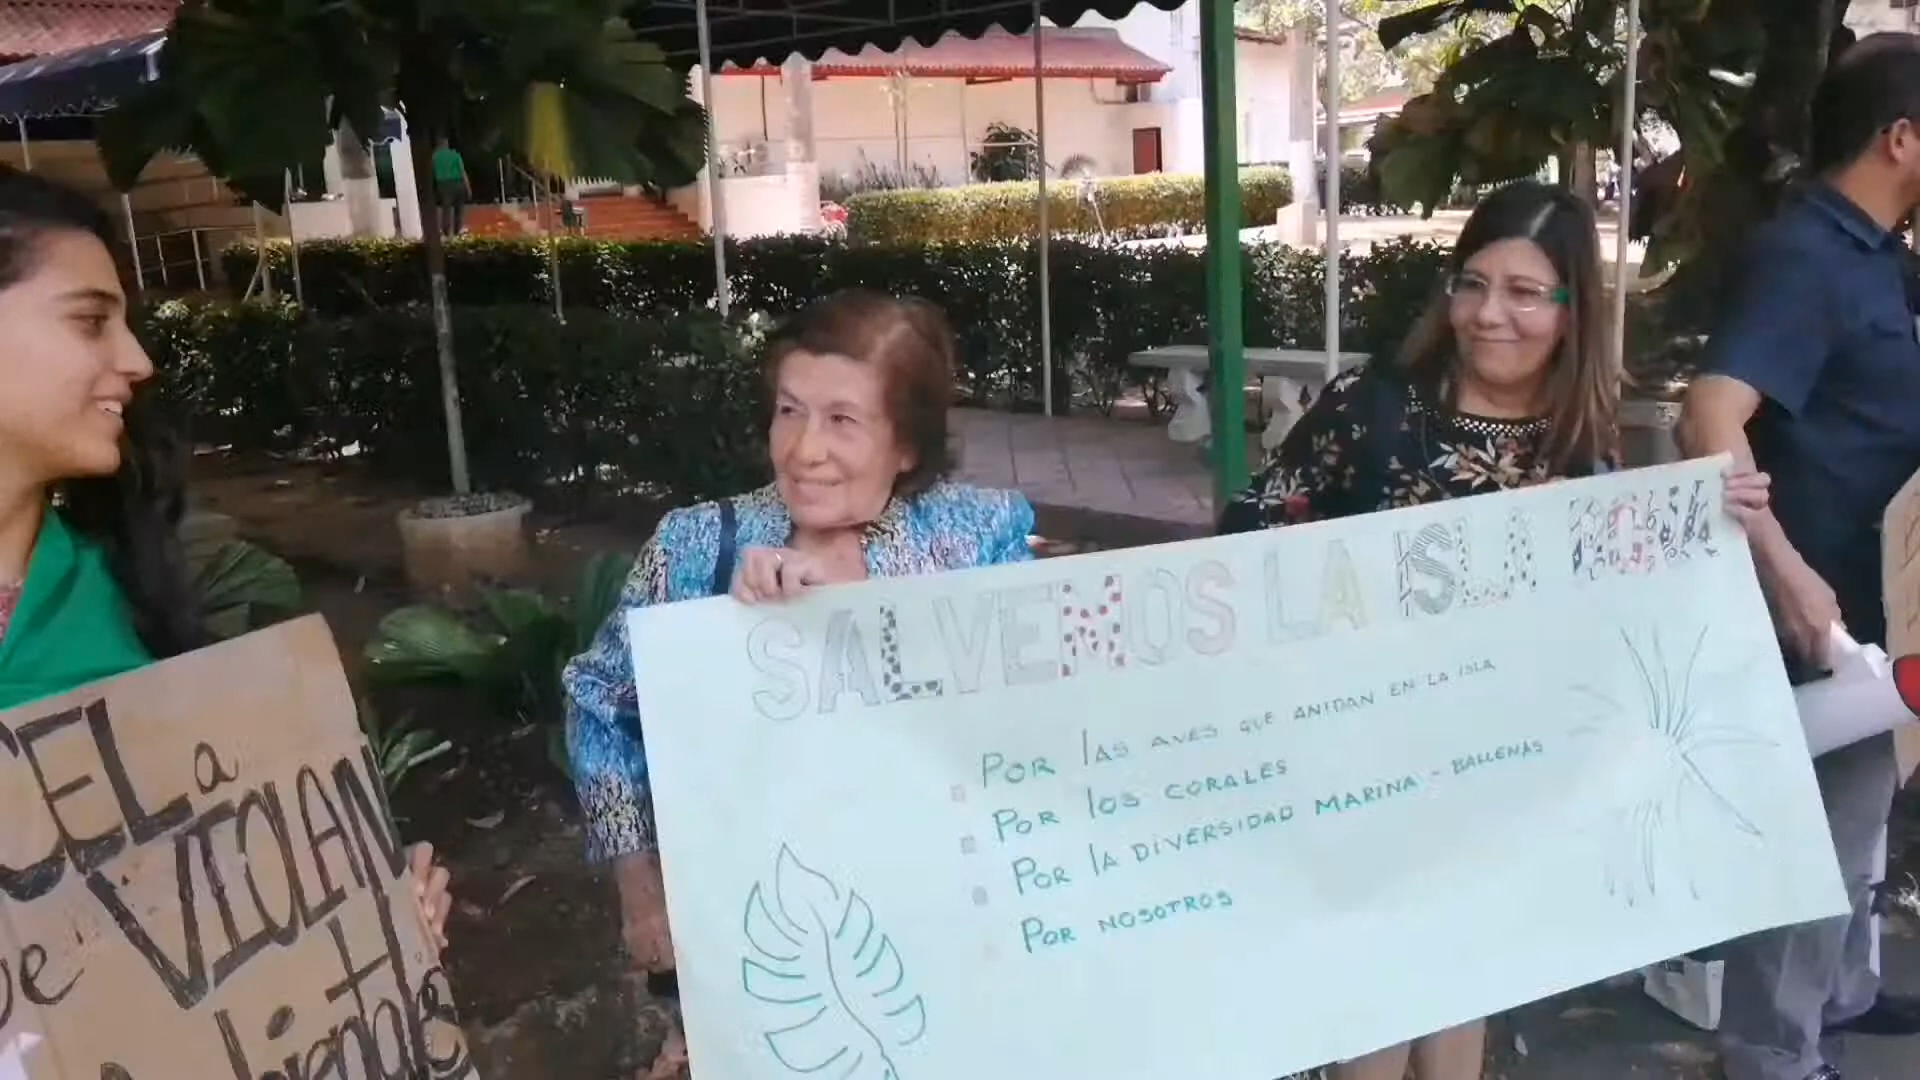 SALVEMOS LA ISLA BONA
POR LAS AVES QUE ANIDAN EN LA ISLA
POR LOS CORALES
POR LA DIVERSIDAD MARINA - BALLENAS
POR NOSOTROS
CEL a
VIOLAN